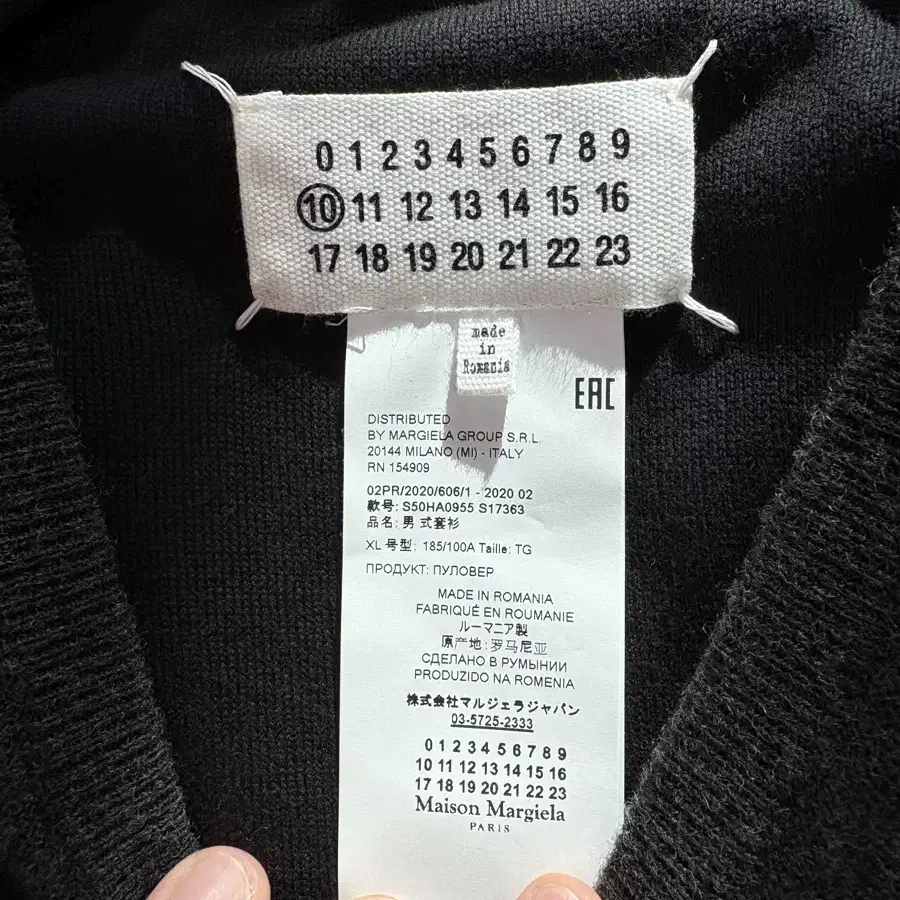 0 1 2 3 4 5 6 7 8 9
10 11 12 13 14 15 16
17 18 19 20 21 22 23
made
in
Romania
EAC
DISTRIBUTED
BY MARGIELA GROUP S.R.L.
20144 MILANO (MI) - ITALY
RN 154909
02PR/2020/606/1 - 2020 02
款号: S50HA0955 S17363
品名: 男 式套衫
XL 号型: 185/100A Taille: TG
ПРОДУКТ: ПУЛОВЕР
MADE IN ROMANIA
FABRIQUÉ EN ROUMANIE
ルーマニア製
原产地: 罗马尼亚
СДЕЛАНО В РУМЫНИИ
PRODUZIDO NA ROMENIA
株式会社マルジェラジャパン
03-5725-2333
0 1 2 3 4 5 6 7 8 9
10 11 12 13 14 15 16
17 18 19 20 21 22 23
Maison Margiela
PARIS